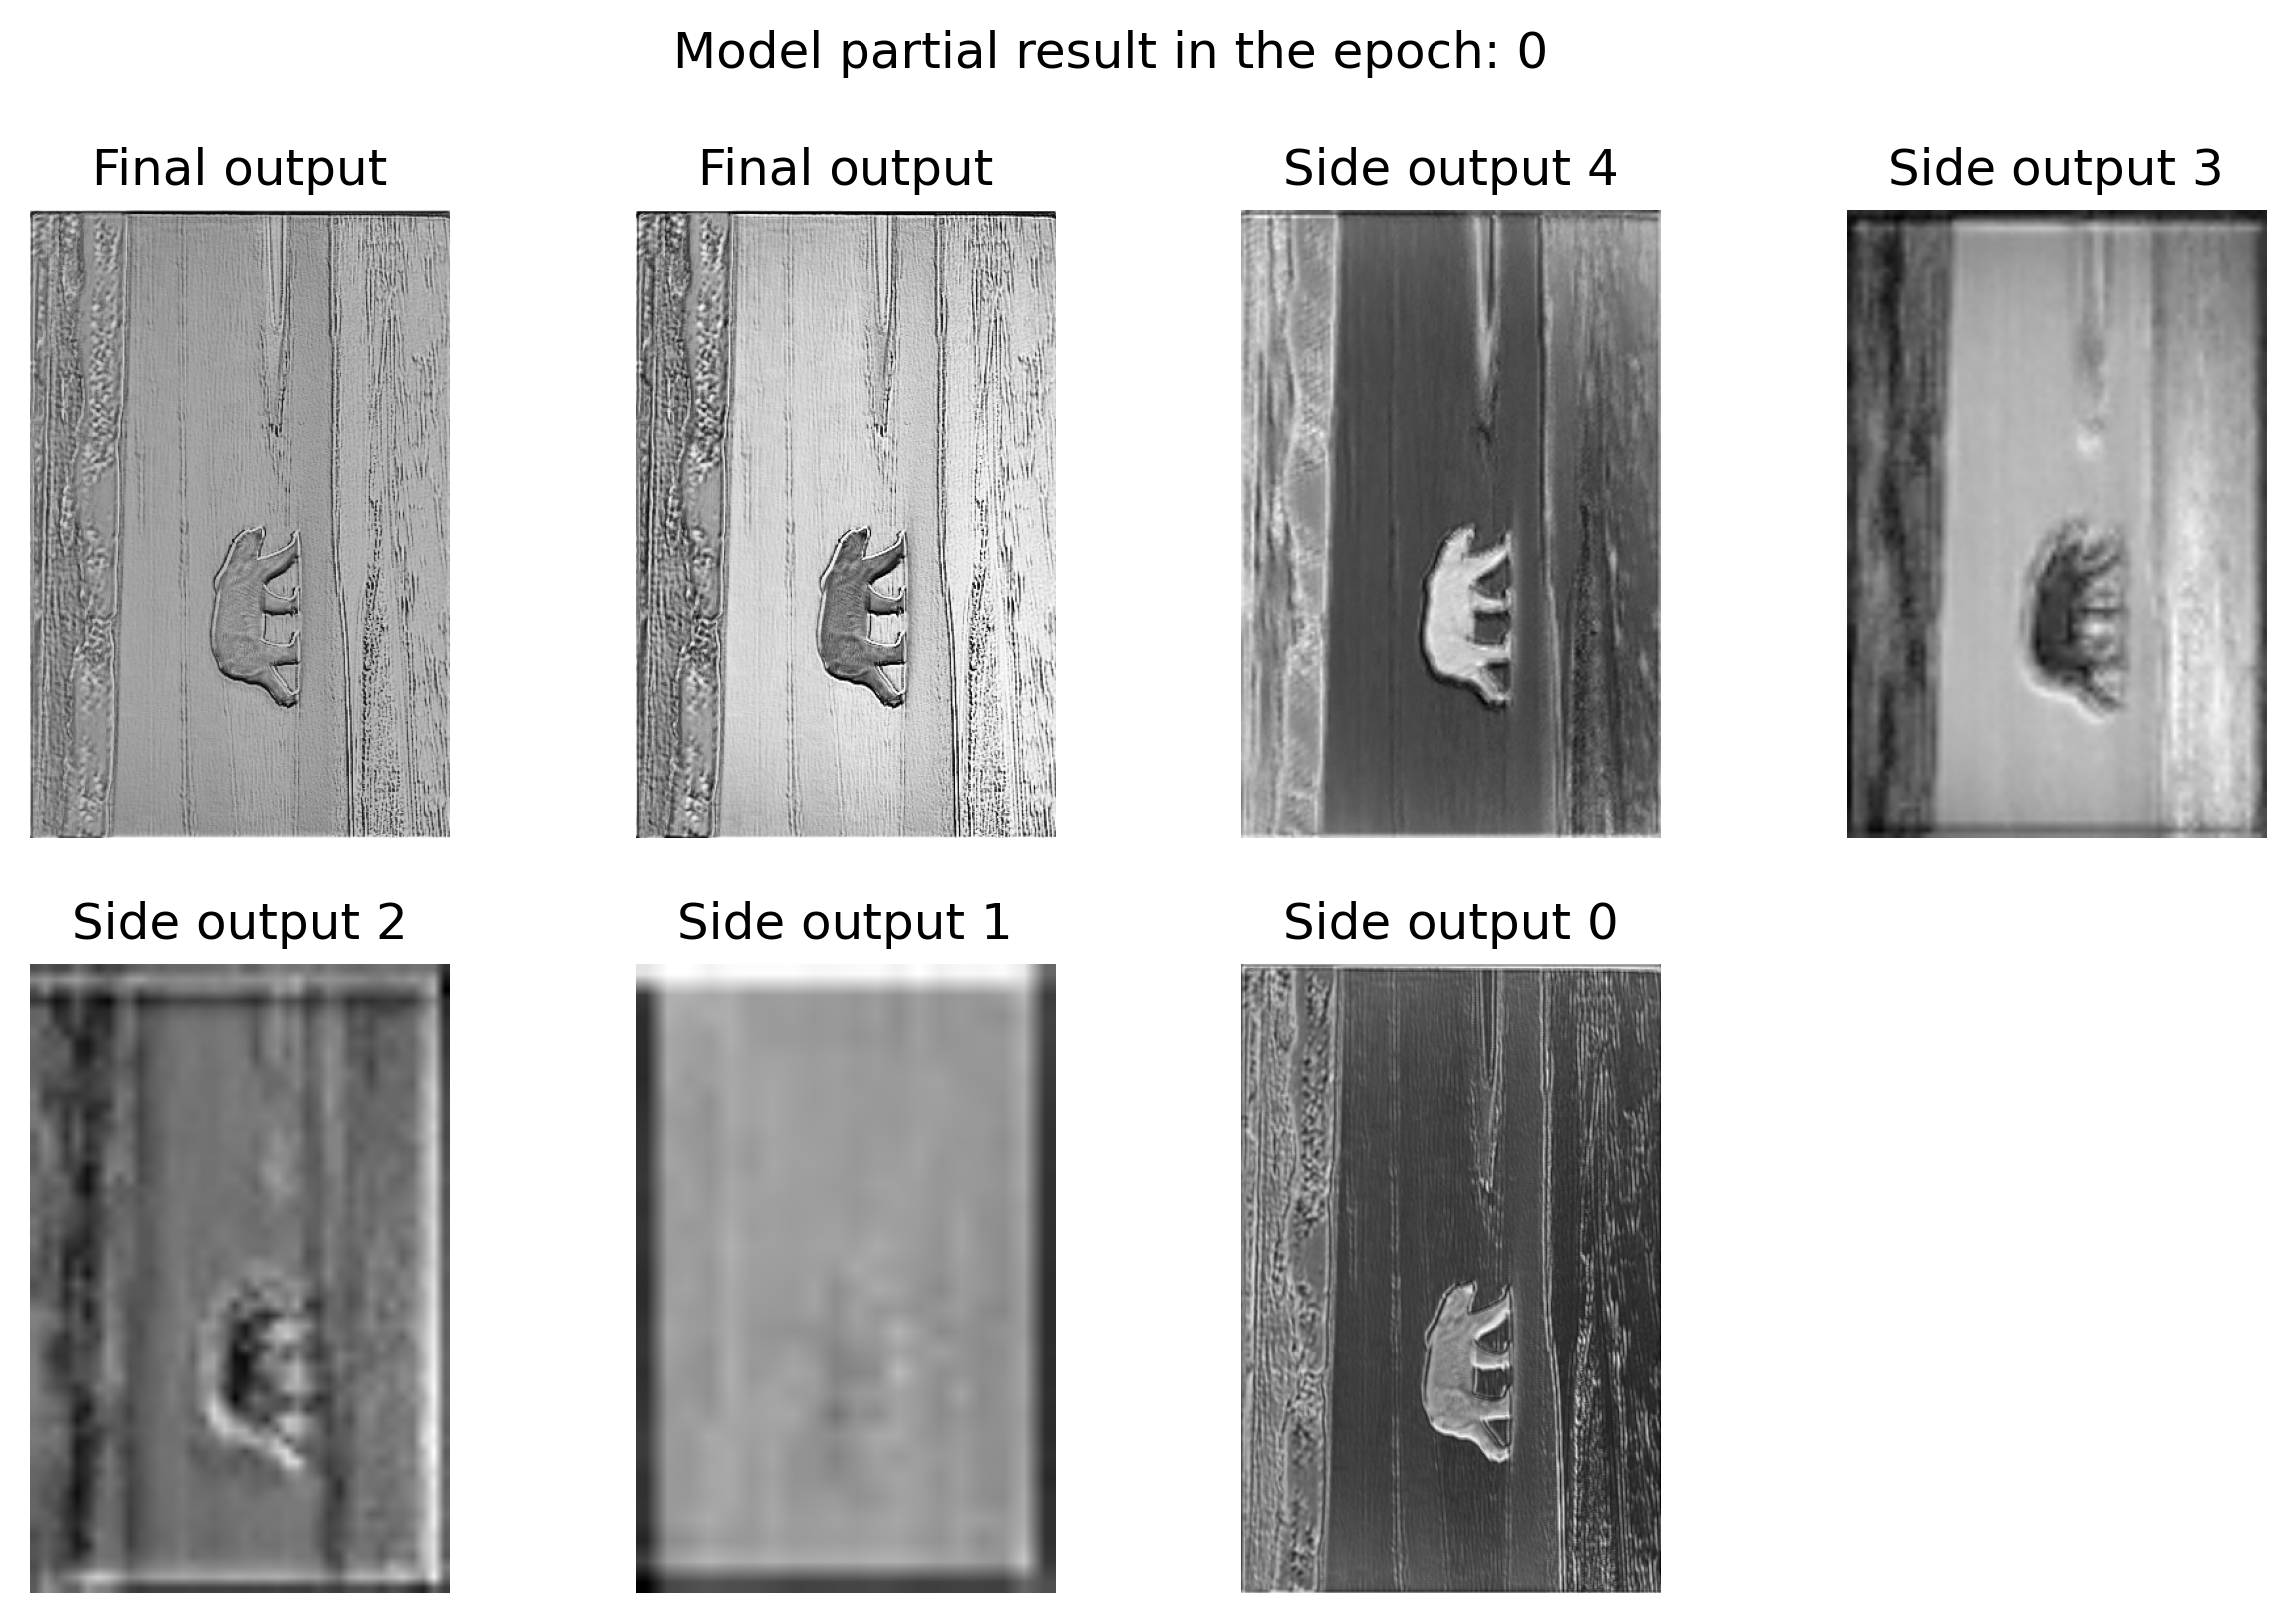 Model partial result in the epoch: 0
Final output
Final output
Side output 4
Side output 3
Side output 2
Side output 1
Side output 0